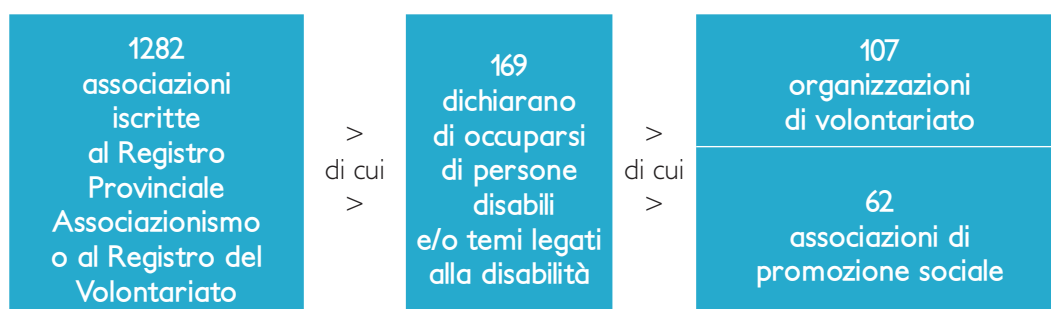 1282
associazioni
iscritte
al Registro
Provinciale
Associazionismo
o al Registro del
Volontariato
>
di cui
>
169
dichiarano
di occuparsi
di persone
disabili
e/o temi legati
alla disabilità
>
di cui
>
107
organizzazioni
di volontariato
62
associazioni di
promozione sociale